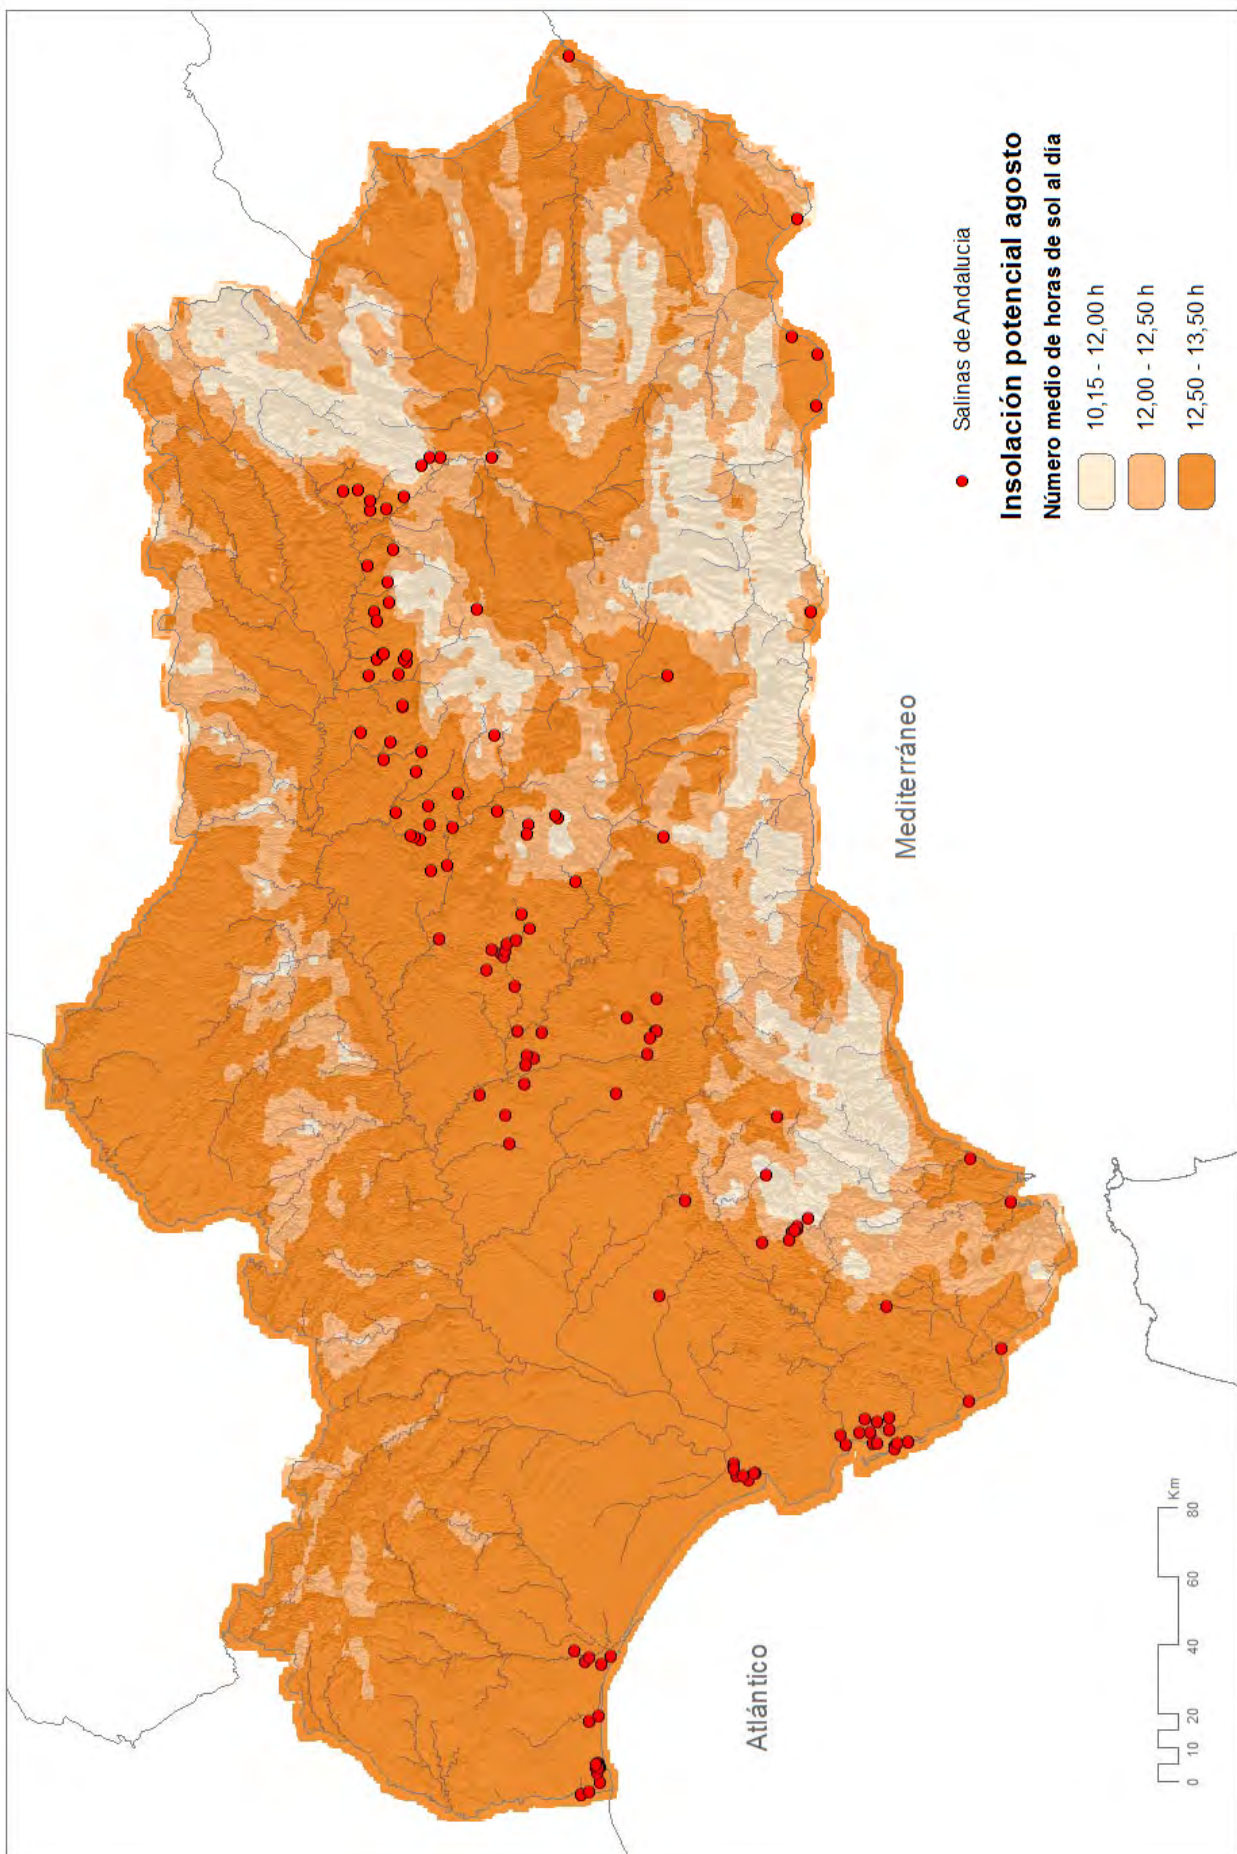 Mediterráneo
Atlántico
Salinas de Andalucia
Insolación potencial agosto
Número medio de horas de sol al día
10,15 - 12,00 h
12,00 - 12,50 h
12,50 - 13,50 h
0 10 20 40 60 80
Km